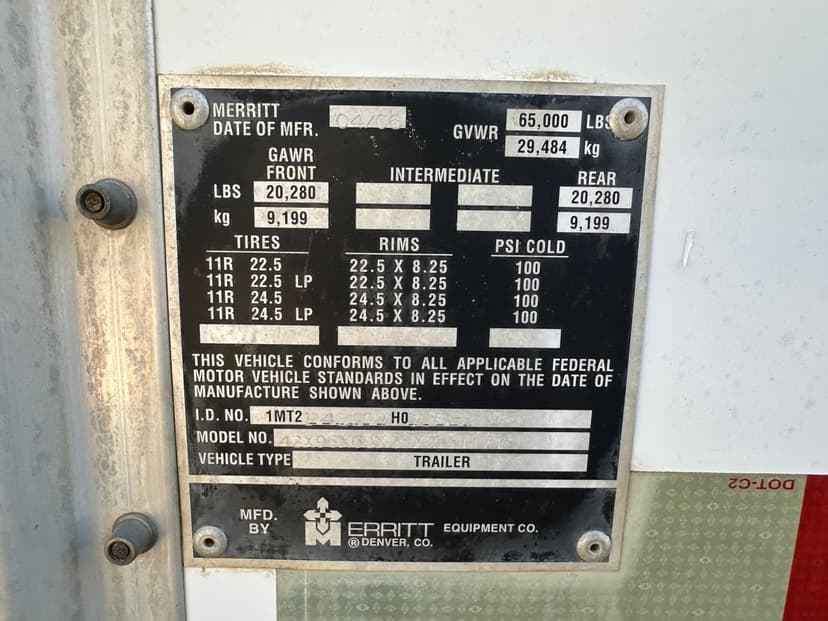 MERRITT
DATE OF MFR. 04/06
GVWR 65,000 LBS
29,484 kg
GAWR
FRONT INTERMEDIATE REAR
LBS 20,280 20,280
kg 9,199 9,199
TIRES RIMS PSI COLD
11R 22.5 22.5 X 8.25 100
11R 22.5 LP 22.5 X 8.25 100
11R 24.5 24.5 X 8.25 100
11R 24.5 LP 24.5 X 8.25 100
THIS VEHICLE CONFORMS TO ALL APPLICABLE FEDERAL
MOTOR VEHICLE STANDARDS IN EFFECT ON THE DATE OF
MANUFACTURE SHOWN ABOVE.
I.D. NO. 1MT2 H0
MODEL NO.
VEHICLE TYPE TRAILER
MFD.
BY
MERRITT EQUIPMENT CO.
® DENVER, CO.
DOT-C2